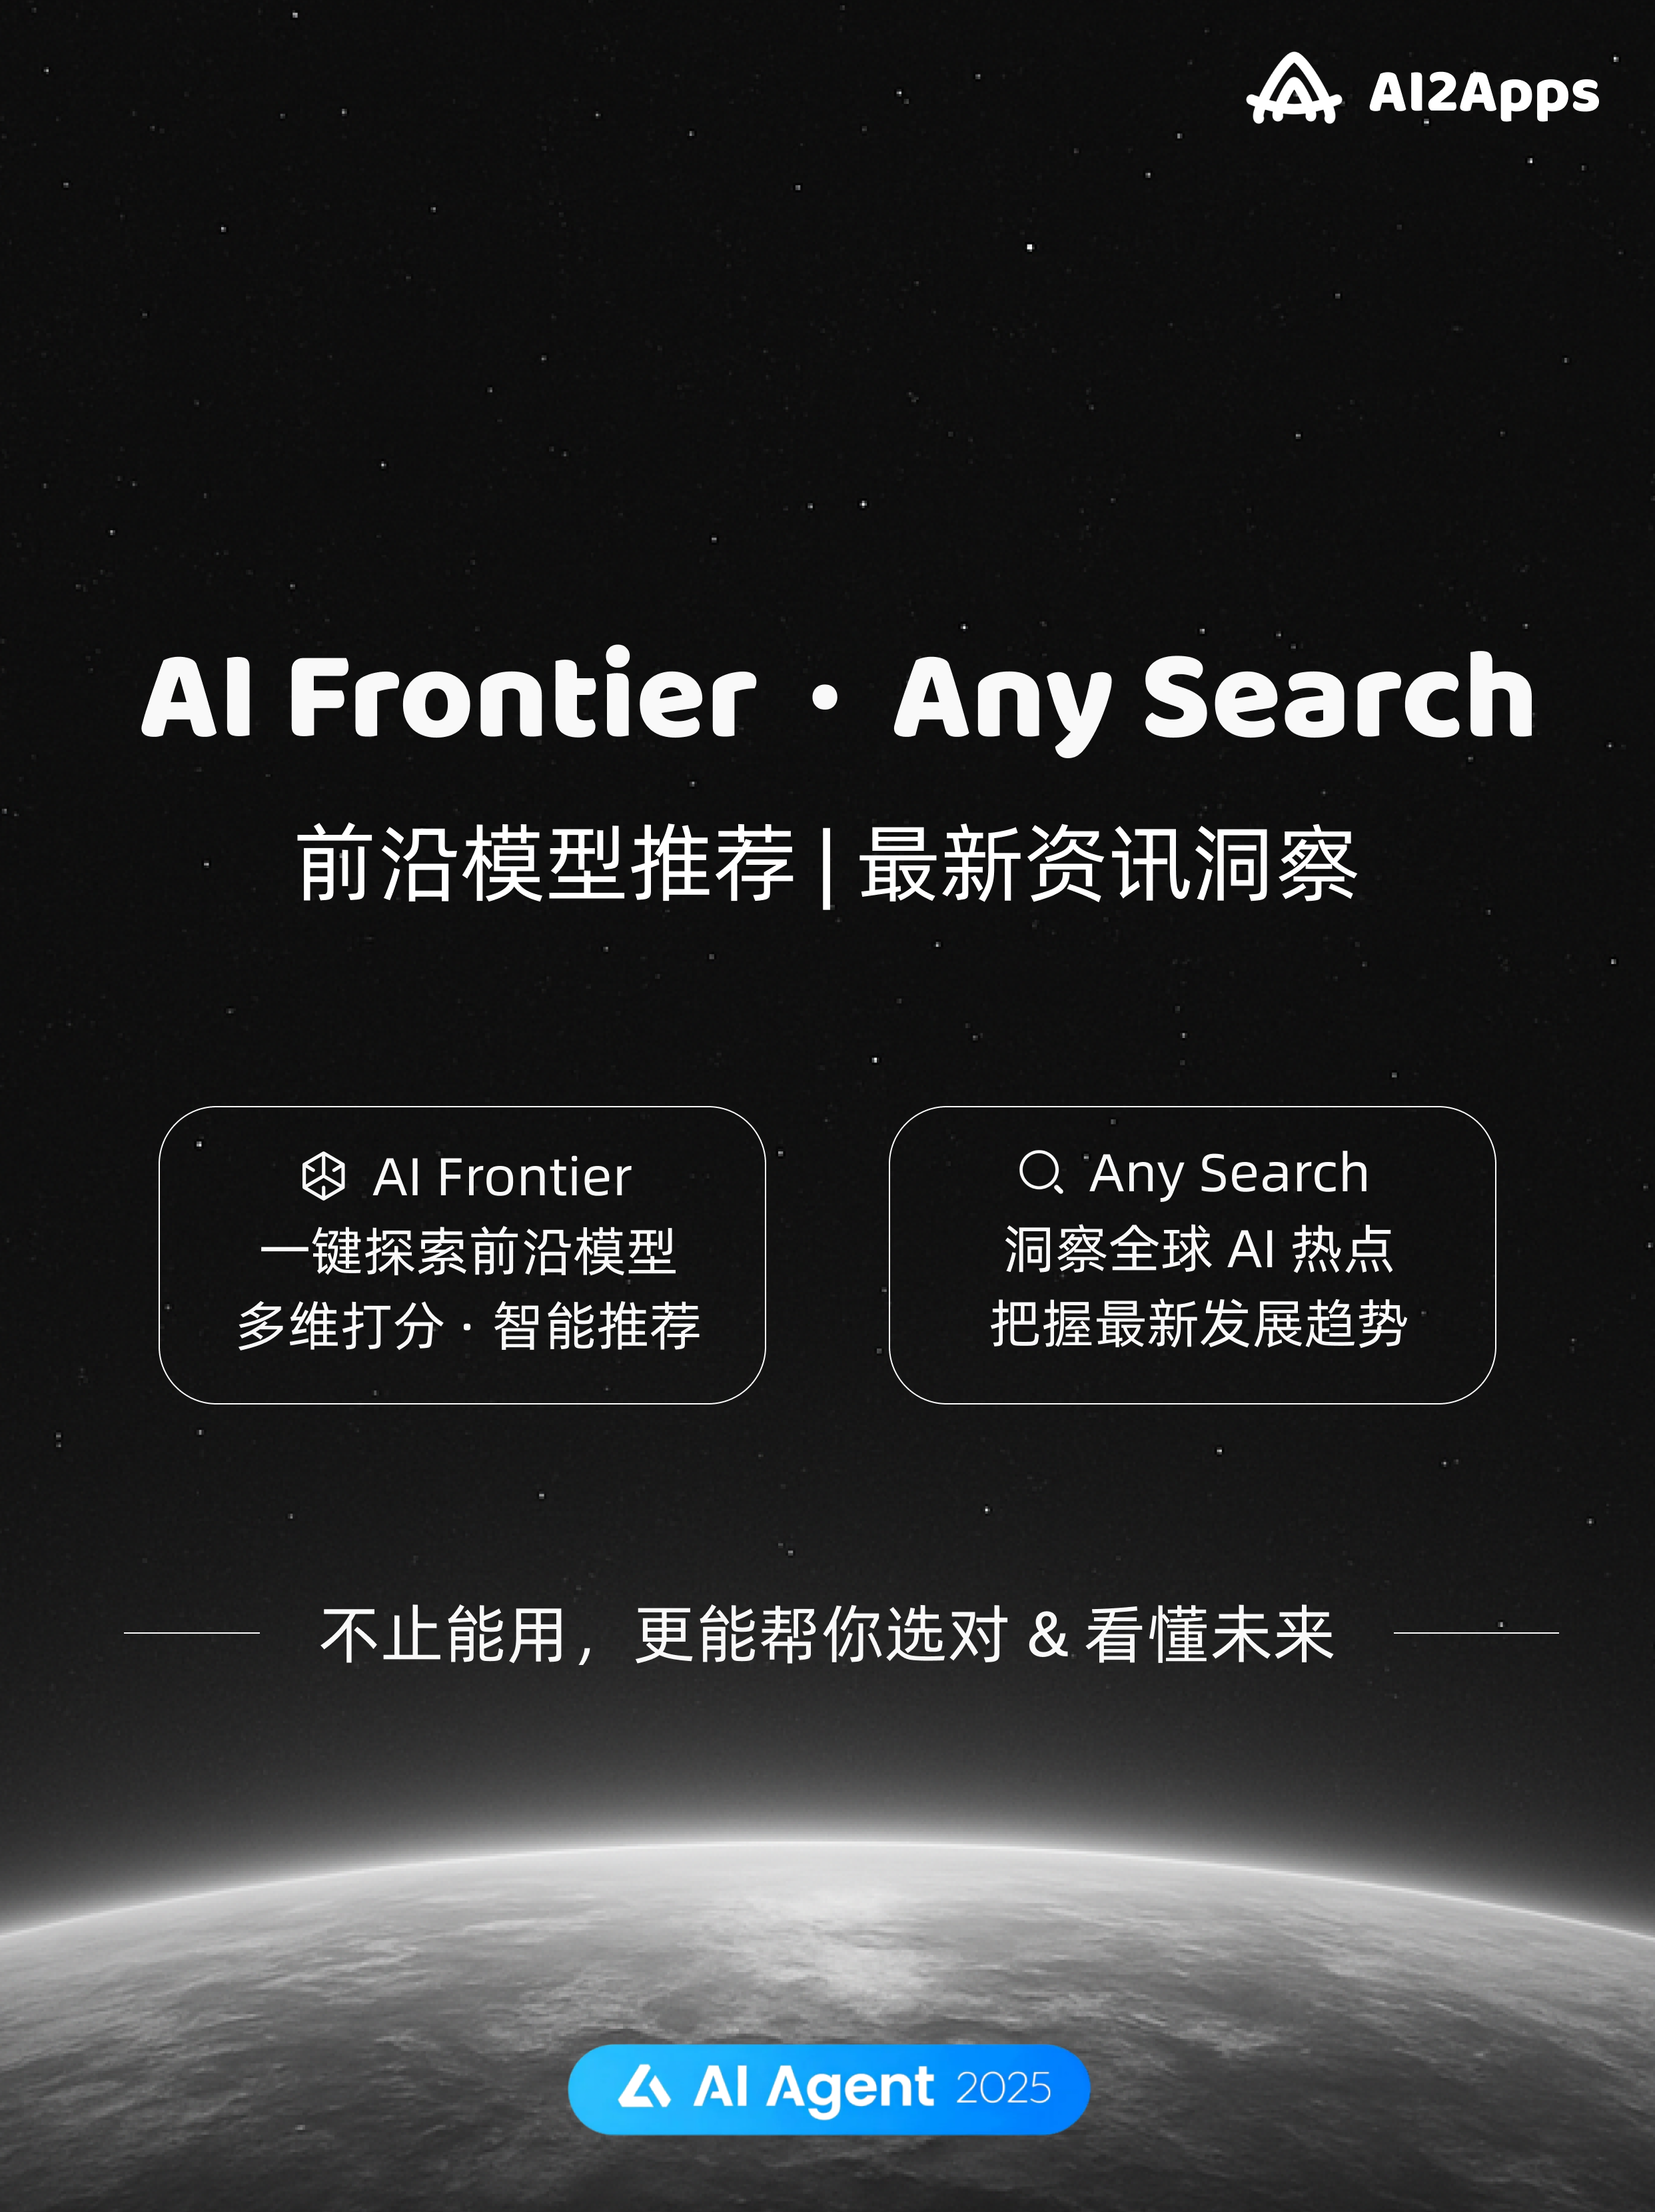 AI2Apps
AI Frontier · Any Search
前沿模型推荐 | 最新资讯洞察
AI Frontier
一键探索前沿模型
多维打分 · 智能推荐
Any Search
洞察全球 AI 热点
把握最新发展趋势
不止能用，更能帮你选对 & 看懂未来
AI Agent 2025